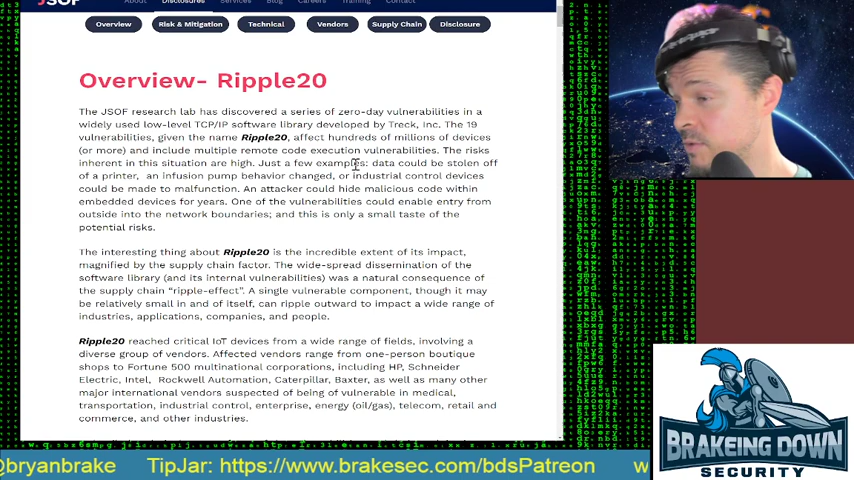 JSOF
Disclosures Services Blog Careers Training Contact
Overview Risk & Mitigation Technical Vendors Supply Chain Disclosure
Overview- Ripple20
The JSOF research lab has discovered a series of zero-day vulnerabilities in a
widely used low-level TCP/IP software library developed by Treck, Inc. The 19
vulnerabilities, given the name Ripple20, affect hundreds of millions of devices
(or more) and include multiple remote code execution vulnerabilities. The risks
inherent in this situation are high. Just a few examples: data could be stolen off
of a printer, an infusion pump behavior changed, or industrial control devices
could be made to malfunction. An attacker could hide malicious code within
embedded devices for years. One of the vulnerabilities could enable entry from
outside into the network boundaries; and this is only a small taste of the
potential risks.
The interesting thing about Ripple20 is the incredible extent of its impact,
magnified by the supply chain factor. The wide-spread dissemination of the
software library (and its internal vulnerabilities) was a natural consequence of
the supply chain “ripple-effect”. A single vulnerable component, though it may
be relatively small in and of itself, can ripple outward to impact a wide range of
industries, applications, companies, and people.
Ripple20 reached critical IoT devices from a wide range of fields, involving a
diverse group of vendors. Affected vendors range from one-person boutique
shops to Fortune 500 multinational corporations, including HP, Schneider
Electric, Intel, Rockwell Automation, Caterpillar, Baxter, as well as many other
major international vendors suspected of being of vulnerable in medical,
transportation, industrial control, enterprise, energy (oil/gas), telecom, retail and
commerce, and other industries.
BRAKEING DOWN
SECURITY
@bryanbrake TipJar: https://www.brakesec.com/bdsPatreon w